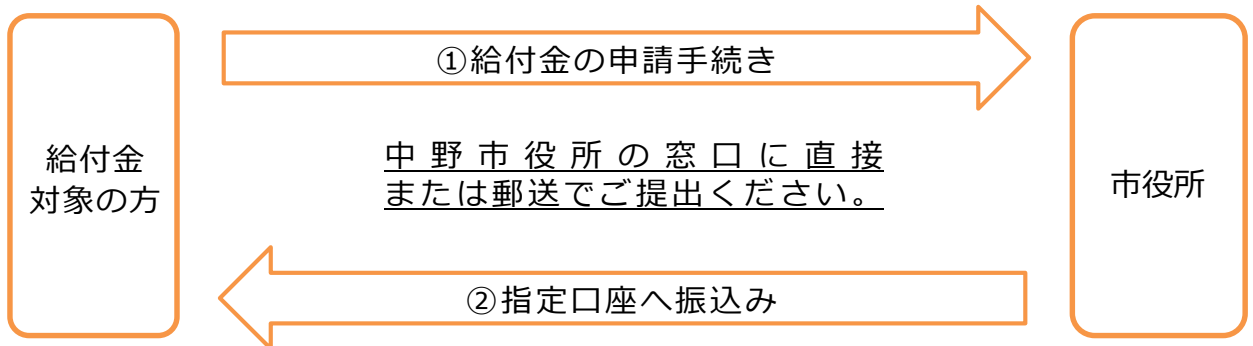 ①給付金の申請手続き
給付金
対象の方
中野市役所の窓口に直接
または郵送でご提出ください。
市役所
②指定口座へ振込み